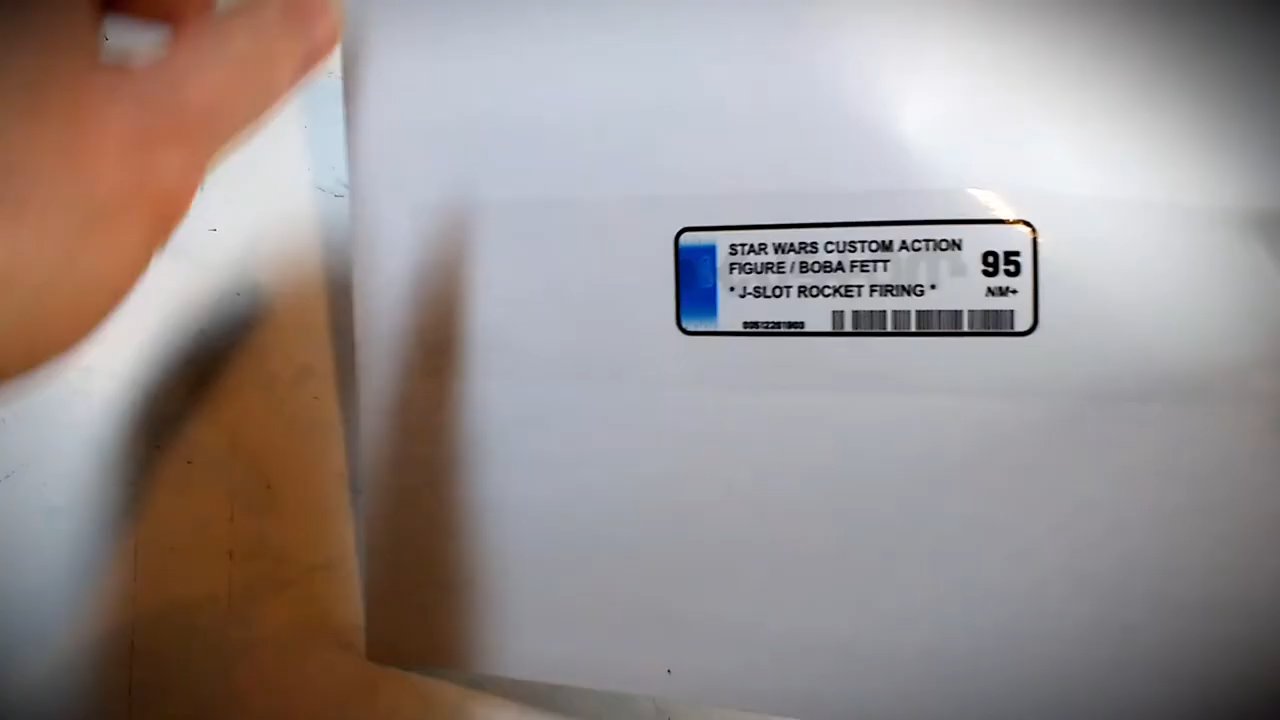 STAR WARS CUSTOM ACTION
FIGURE / BOBA FETT
* J-SLOT ROCKET FIRING *
95
NM+